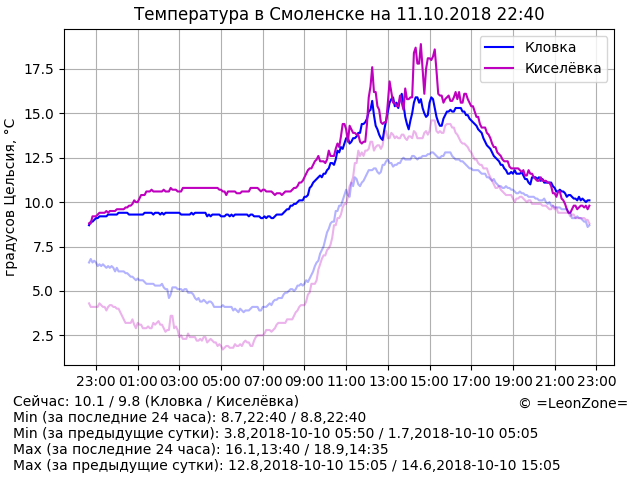 Температура в Смоленске на 11.10.2018 22:40
Кловка
Киселёвка
градусов Цельсия, °C
17.5
15.0
12.5
10.0
7.5
5.0
2.5
23:00 01:00 03:00 05:00 07:00 09:00 11:00 13:00 15:00 17:00 19:00 21:00 23:00
Сейчас: 10.1 / 9.8 (Кловка / Киселёвка)
© =LeonZone=
Min (за последние 24 часа): 8.7,22:40 / 8.8,22:40
Min (за предыдущие сутки): 3.8,2018-10-10 05:50 / 1.7,2018-10-10 05:05
Max (за последние 24 часа): 16.1,13:40 / 18.9,14:35
Max (за предыдущие сутки): 12.8,2018-10-10 15:05 / 14.6,2018-10-10 15:05